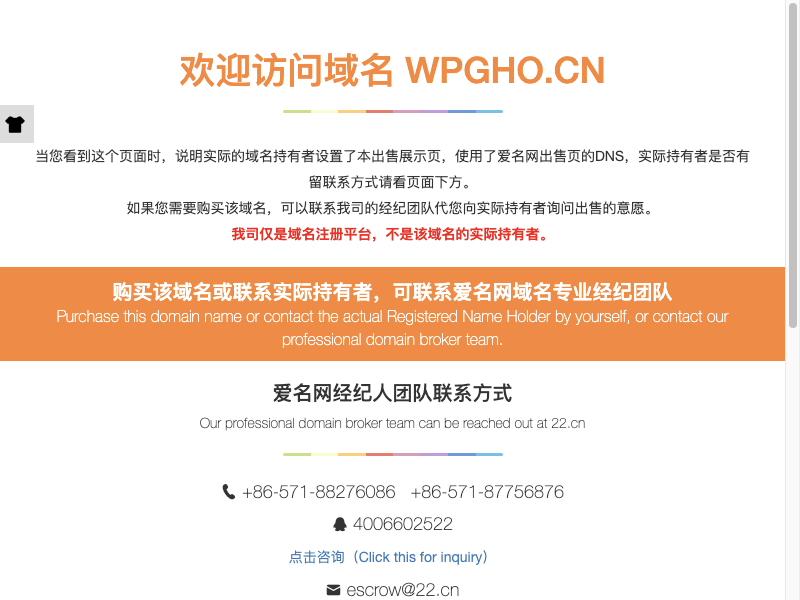 欢迎访问域名 WPGHO.CN
当您看到这个页面时，说明实际的域名持有者设置了本出售展示页，使用了爱名网出售页的DNS，实际持有者是否有
留联系方式请看页面下方。
如果您需要购买该域名，可以联系我司的经纪团队代您向实际持有者询问出售的意愿。
我司仅是域名注册平台，不是该域名的实际持有者。
购买该域名或联系实际持有者，可联系爱名网域名专业经纪团队
Purchase this domain name or contact the actual Registered Name Holder by yourself, or contact our
professional domain broker team.
爱名网经纪人团队联系方式
Our professional domain broker team can be reached out at 22.cn
+86-571-88276086 +86-571-87756876
4006602522
点击咨询（Click this for inquiry）
escrow@22.cn